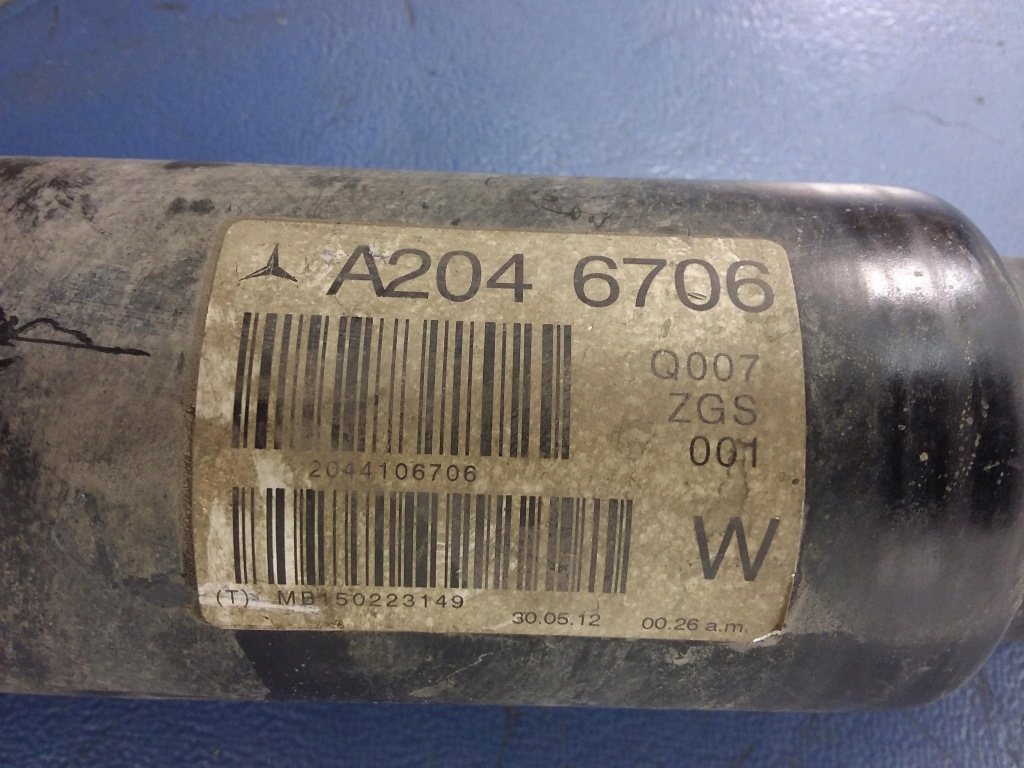 A204 6706
Q007
ZGS
001
2044106706
W
(T) MB150223149
30.05.12 00.26 a.m.